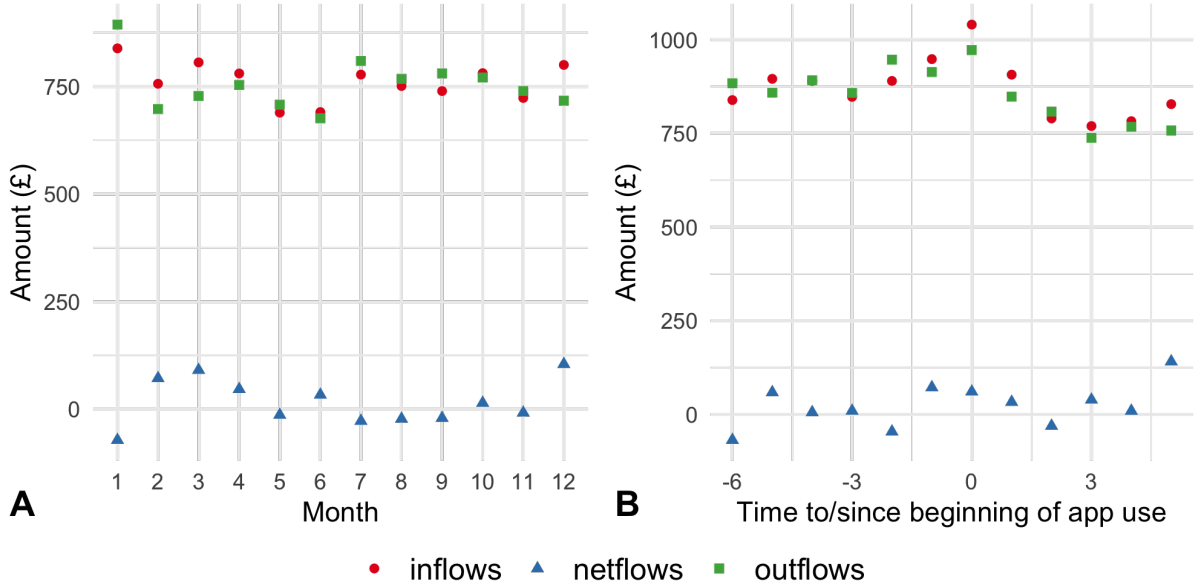 Amount (£)
750
500
250
0
1 2 3 4 5 6 7 8 9 10 11 12
Month
A
Amount (£)
1000
750
500
250
0
-6 -3 0 3
Time to/since beginning of app use
B
inflows netflows outflows